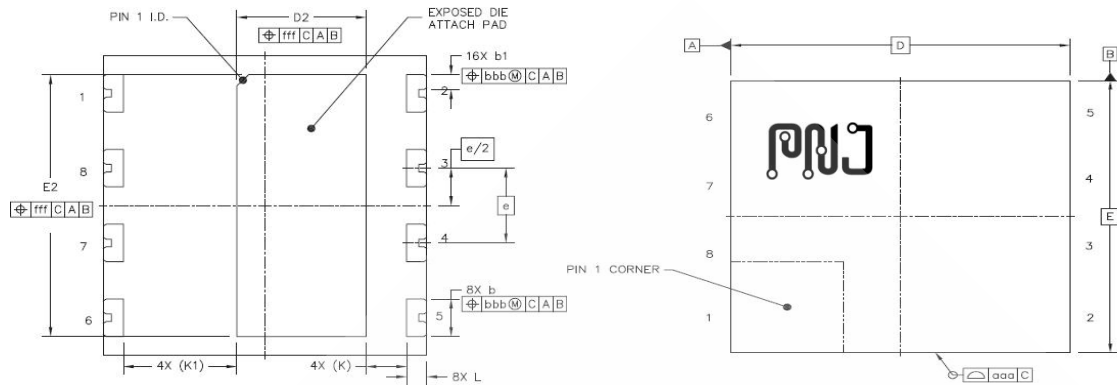 PIN 1 I.D.
D2
⌖ fff C A B
EXPOSED DIE
ATTACH PAD
16X b1
⌖ bbb Ⓜ C A B
1
2
8
3
e/2
E2
⌖ fff C A B
e
7
4
6
5
8X b
⌖ bbb Ⓜ C A B
4X (K1)
4X (K)
8X L
A
D
B
6
5
PNJ
7
4
E
8
3
PIN 1 CORNER
1
2
⌓ aaa C